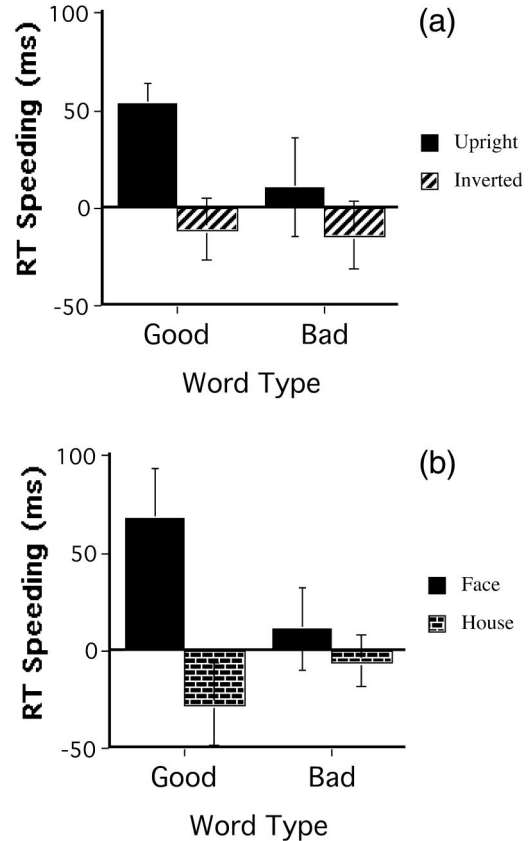 (a)
RT Speeding (ms)
100
50
0
-50
Good Bad
Word Type
Upright
Inverted
(b)
RT Speeding (ms)
100
50
0
-50
Good Bad
Word Type
Face
House